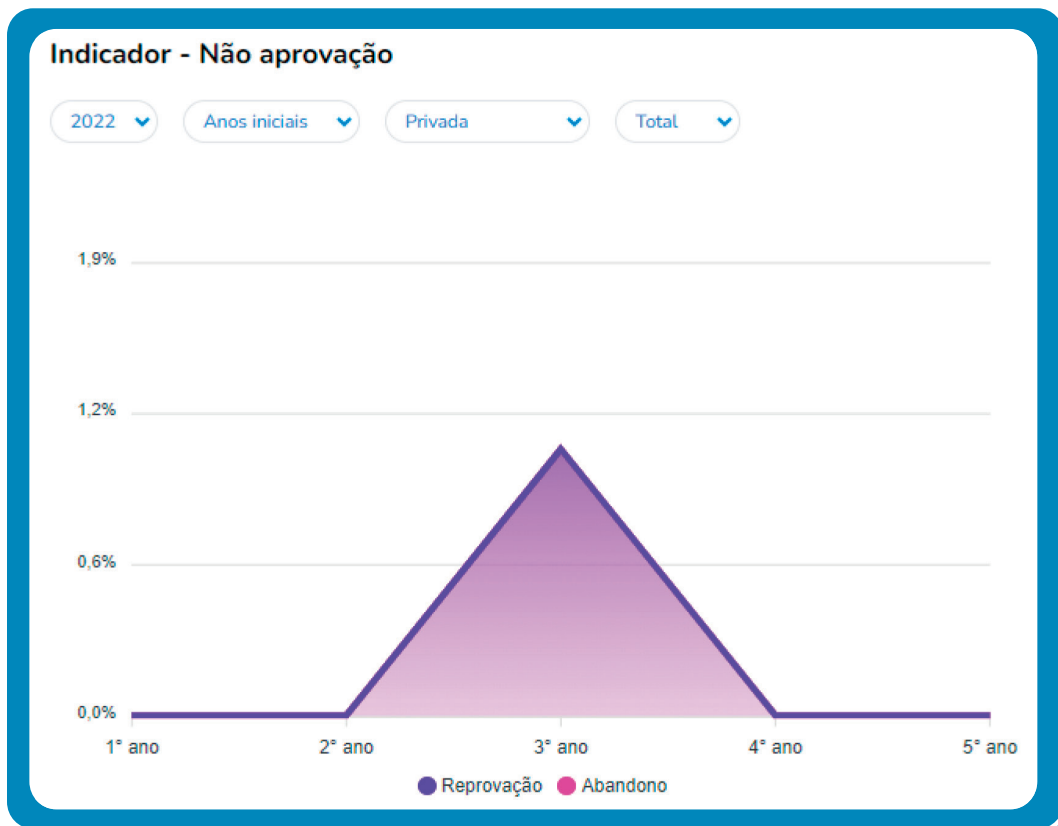 Indicador - Não aprovação
2022 Anos iniciais Privada Total
1,9%
1,2%
0,6%
0,0%
1° ano 2° ano 3° ano 4° ano 5° ano
Reprovação Abandono